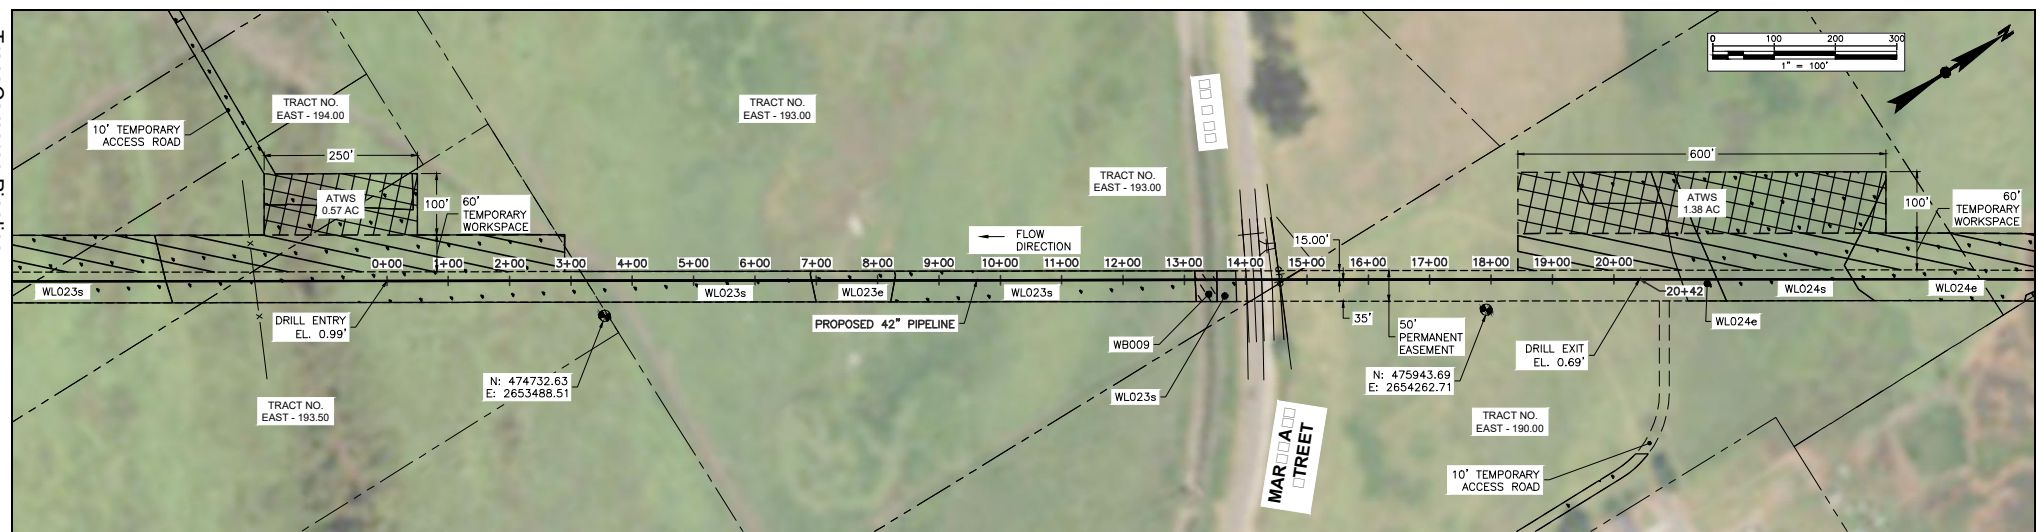 0 100 200 300
1" = 100'
N
TRACT NO.
EAST - 194.00
TRACT NO.
EAST - 193.00
10' TEMPORARY
ACCESS ROAD
250'
ATWS
0.57 AC
100'
60'
TEMPORARY
WORKSPACE
TRACT NO.
EAST - 193.00
600'
ATWS
1.38 AC
100'
60'
TEMPORARY
WORKSPACE
FLOW
DIRECTION
15.00'
0+00 1+00 2+00 3+00 4+00 5+00 6+00 7+00 8+00 9+00 10+00 11+00 12+00 13+00 14+00 15+00 16+00 17+00 18+00 19+00 20+00
20+42
WL023s
WL023s
WL023e
WL023s
WL024s
WL024e
DRILL ENTRY
EL. 0.99'
PROPOSED 42" PIPELINE
35'
50'
PERMANENT
EASEMENT
WL024e
WB009
DRILL EXIT
EL. 0.69'
N: 474732.63
E: 2653488.51
N: 475943.69
E: 2654262.71
WL023s
TRACT NO.
EAST - 193.50
TRACT NO.
EAST - 190.00
10' TEMPORARY
ACCESS ROAD